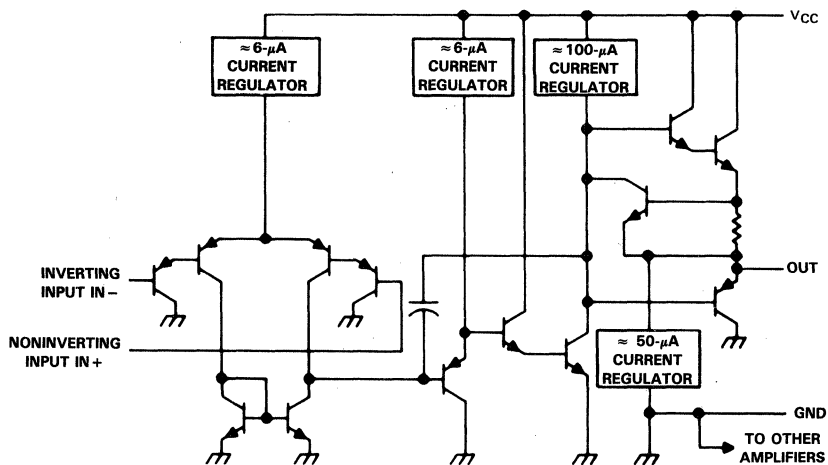 VCC
≈ 6-μA
CURRENT
REGULATOR
≈6-μA
CURRENT
REGULATOR
≈100-μA
CURRENT
REGULATOR
INVERTING
INPUT IN−
OUT
NONINVERTING
INPUT IN+
≈ 50-μA
CURRENT
REGULATOR
GND
TO OTHER
AMPLIFIERS